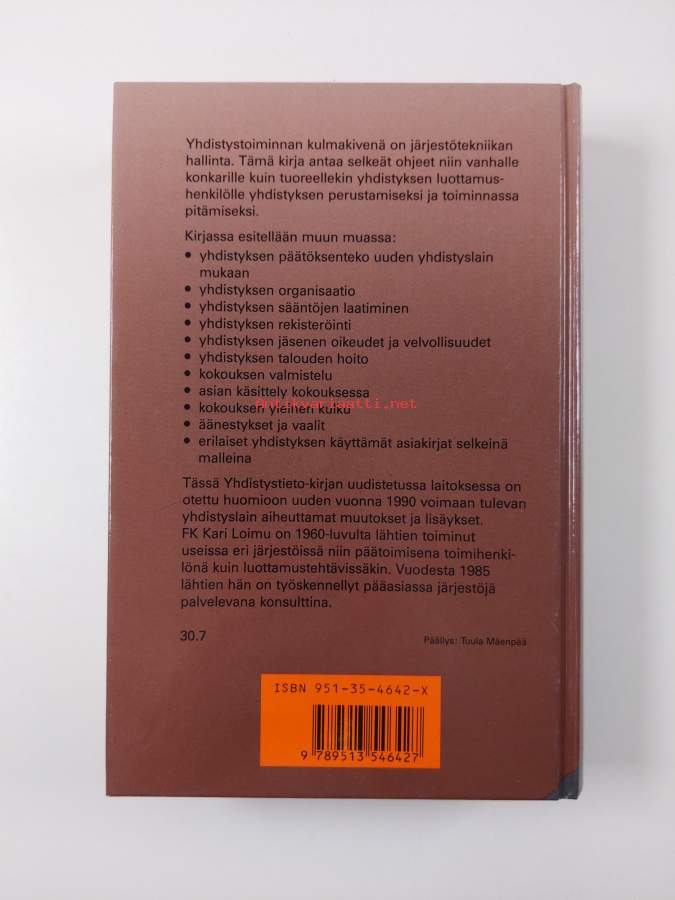 Yhdistystoiminnan kulmakivenä on järjestötekniikan
hallinta. Tämä kirja antaa selkeät ohjeet niin vanhalle
konkarille kuin tuoreellekin yhdistyksen luottamus-
henkilölle yhdistyksen perustamiseksi ja toiminnassa
pitämiseksi.
Kirjassa esitellään muun muassa:
• yhdistyksen päätöksenteko uuden yhdistyslain
mukaan
• yhdistyksen organisaatio
• yhdistyksen sääntöjen laatiminen
• yhdistyksen rekisteröinti
• yhdistyksen jäsenen oikeudet ja velvollisuudet
• yhdistyksen talouden hoito
• kokouksen valmistelu
• asian käsittely kokouksessa
Antikvariaatti.net
• kokouksen yleinen kulku
• äänestykset ja vaalit
• erilaiset yhdistyksen käyttämät asiakirjat selkeinä
malleina
Tässä Yhdistystieto-kirjan uudistetussa laitoksessa on
otettu huomioon uuden vuonna 1990 voimaan tulevan
yhdistyslain aiheuttamat muutokset ja lisäykset.
FK Kari Loimu on 1960-luvulta lähtien toiminut
useissa eri järjestöissä niin päätoimisena toimihenki-
lönä kuin luottamustehtävissäkin. Vuodesta 1985
lähtien hän on työskennellyt pääasiassa järjestöjä
palvelevana konsulttina.
30.7
Päällys: Tuula Mäenpää
ISBN 951-35-4642-X
9 789513 546427